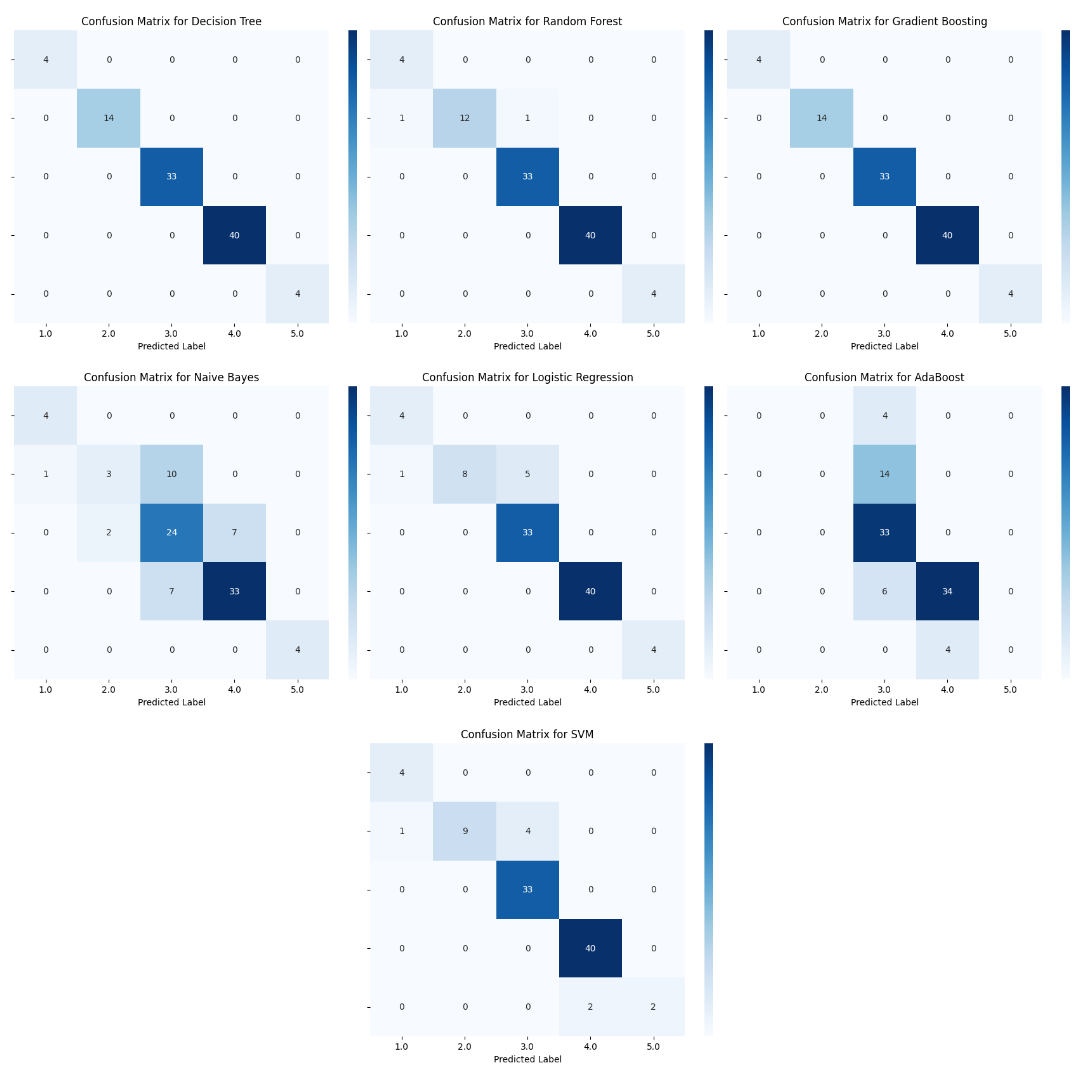 Confusion Matrix for Decision Tree
4 0 0 0 0
0 14 0 0 0
0 0 33 0 0
0 0 0 40 0
0 0 0 0 4
1.0 2.0 3.0 4.0 5.0
Predicted Label
Confusion Matrix for Random Forest
4 0 0 0 0
1 12 1 0 0
0 0 33 0 0
0 0 0 40 0
0 0 0 0 4
1.0 2.0 3.0 4.0 5.0
Predicted Label
Confusion Matrix for Gradient Boosting
4 0 0 0 0
0 14 0 0 0
0 0 33 0 0
0 0 0 40 0
0 0 0 0 4
1.0 2.0 3.0 4.0 5.0
Predicted Label
Confusion Matrix for Naive Bayes
4 0 0 0 0
1 3 10 0 0
0 2 24 7 0
0 0 7 33 0
0 0 0 0 4
1.0 2.0 3.0 4.0 5.0
Predicted Label
Confusion Matrix for Logistic Regression
4 0 0 0 0
1 8 5 0 0
0 0 33 0 0
0 0 0 40 0
0 0 0 0 4
1.0 2.0 3.0 4.0 5.0
Predicted Label
Confusion Matrix for AdaBoost
0 0 4 0 0
0 0 14 0 0
0 0 33 0 0
0 0 6 34 0
0 0 0 4 0
1.0 2.0 3.0 4.0 5.0
Predicted Label
Confusion Matrix for SVM
4 0 0 0 0
1 9 4 0 0
0 0 33 0 0
0 0 0 40 0
0 0 0 2 2
1.0 2.0 3.0 4.0 5.0
Predicted Label